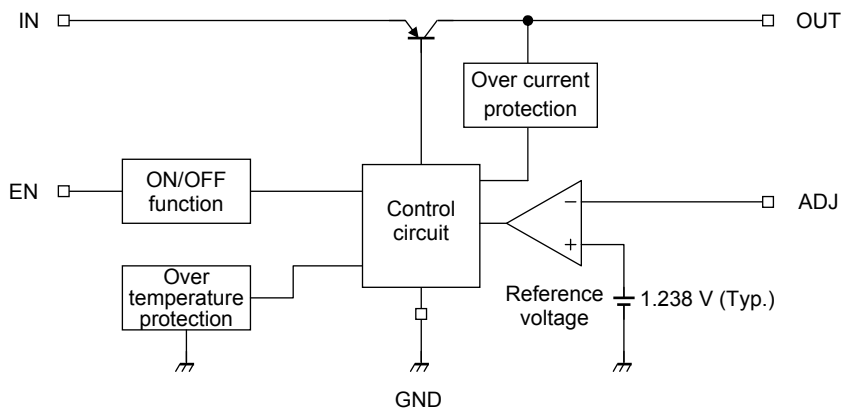 IN
OUT
Over current
protection
EN
ON/OFF
function
Control
circuit
−
+
ADJ
Over
temperature
protection
Reference
voltage
1.238 V (Typ.)
GND